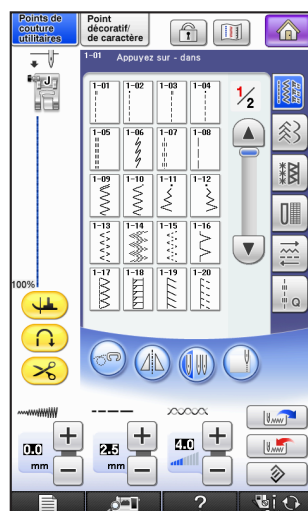 Points de
couture
utilitaires
Point
décoratif/
de caractère
1-01 Appuyez sur - dans
J
1-01 1-02 1-03 1-04
1/2
1-05 1-06 1-07 1-08
1-09 1-10 1-11 1-12
1-13 1-14 1-15 1-16
1-17 1-18 1-19 1-20
100%
0.0 + 2.5 + 4.0 +
mm − mm − −
?